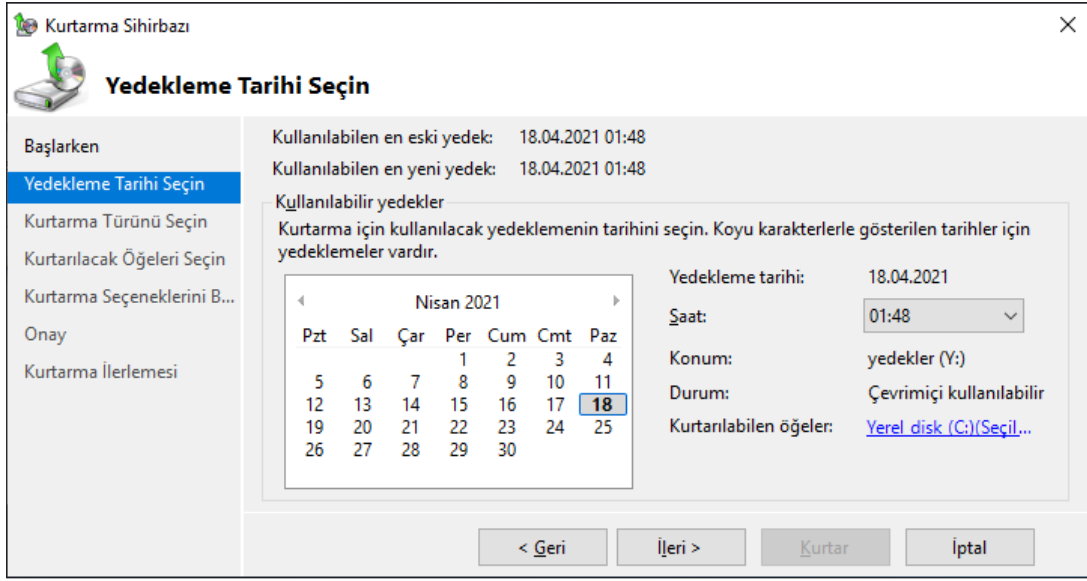 Kurtarma Sihirbazı
Yedekleme Tarihi Seçin
Başlarken
Yedekleme Tarihi Seçin
Kurtarma Türünü Seçin
Kurtarılacak Öğeleri Seçin
Kurtarma Seçeneklerini B...
Onay
Kurtarma İlerlemesi
Kullanılabilen en eski yedek: 18.04.2021 01:48
Kullanılabilen en yeni yedek: 18.04.2021 01:48
Kullanılabilir yedekler
Kurtarma için kullanılacak yedeklemenin tarihini seçin. Koyu karakterlerle gösterilen tarihler için
yedeklemeler vardır.
Nisan 2021
Pzt Sal Çar Per Cum Cmt Paz
1 2 3 4
5 6 7 8 9 10 11
12 13 14 15 16 17 18
19 20 21 22 23 24 25
26 27 28 29 30
Yedekleme tarihi: 18.04.2021
Saat: 01:48
Konum: yedekler (Y:)
Durum: Çevrimiçi kullanılabilir
Kurtarılabilen öğeler: Yerel disk (C:)(Seçil...
< Geri İleri > Kurtar İptal